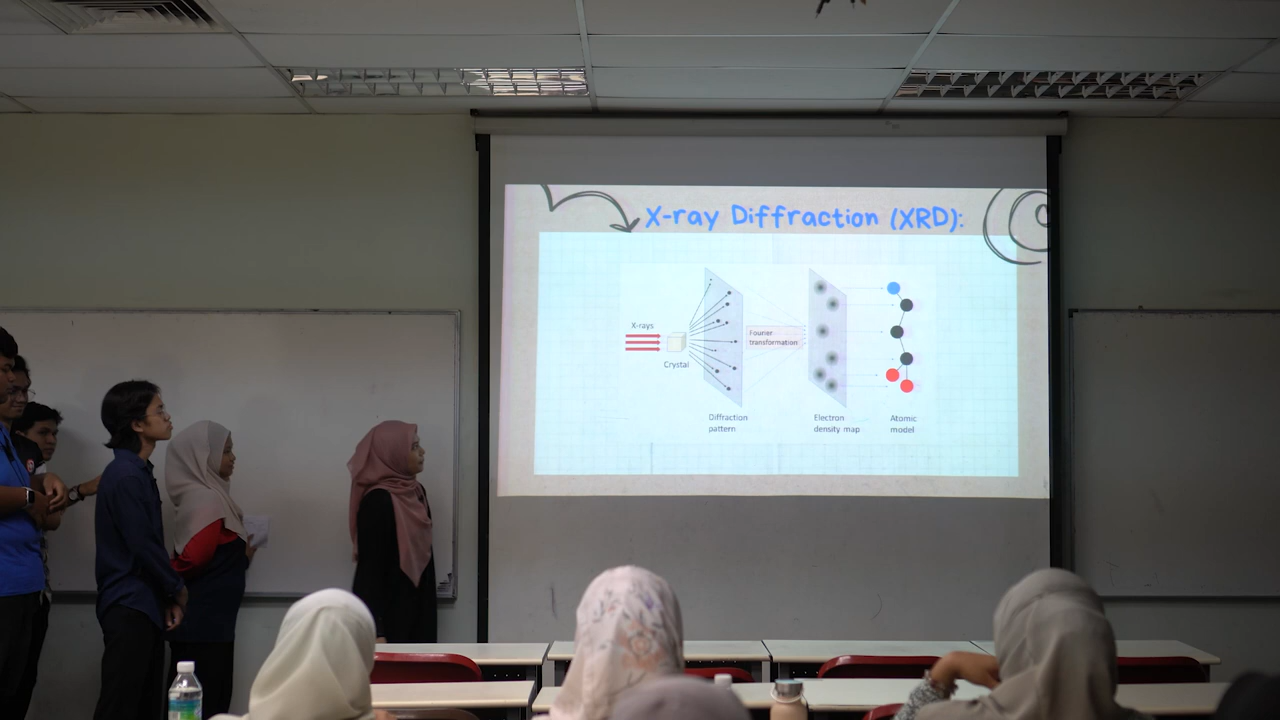 X-ray Diffraction (XRD):
X-rays
Crystal
Fourier
transformation
Diffraction
pattern
Electron
density map
Atomic
model